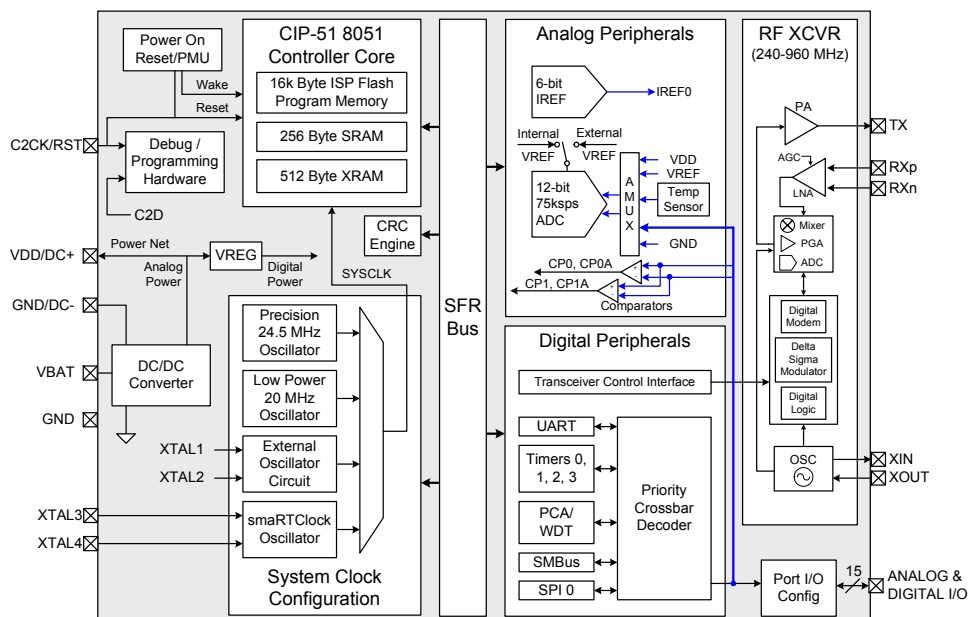 Power On
Reset/PMU
Wake
Reset
C2CK/RST
Debug /
Programming
Hardware
C2D
CIP-51 8051
Controller Core
16k Byte ISP Flash
Program Memory
256 Byte SRAM
512 Byte XRAM
VDD/DC+
Power Net
Analog
Power
VREG
Digital
Power
SYSCLK
CRC
Engine
GND/DC-
VBAT
DC/DC
Converter
GND
XTAL1
XTAL2
XTAL3
XTAL4
Precision
24.5 MHz
Oscillator
Low Power
20 MHz
Oscillator
External
Oscillator
Circuit
smaRTClock
Oscillator
System Clock
Configuration
SFR
Bus
Analog Peripherals
6-bit
IREF
IREF0
Internal
VREF
External
VREF
12-bit
75ksps
ADC
A
M
U
X
VDD
VREF
Temp
Sensor
GND
CP0, CP0A
+
-
CP1, CP1A
+
-
Comparators
Digital Peripherals
Transceiver Control Interface
UART
Timers 0,
1, 2, 3
PCA/
WDT
SMBus
SPI 0
Priority
Crossbar
Decoder
RF XCVR
(240-960 MHz)
PA
TX
AGC
LNA
RXp
RXn
Mixer
PGA
ADC
Digital
Modem
Delta
Sigma
Modulator
Digital
Logic
OSC
XIN
XOUT
Port I/O
Config
15
ANALOG &
DIGITAL I/O